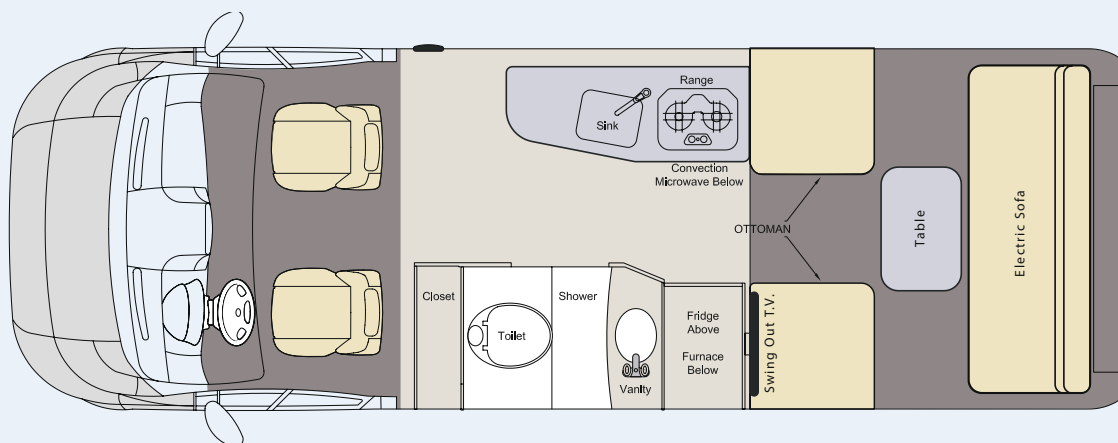 Range
Sink
Convection
Microwave Below
OTTOMAN
Table
Electric Sofa
Closet
Toilet
Shower
Vanity
Fridge
Above
Furnace
Below
Swing Out T.V.